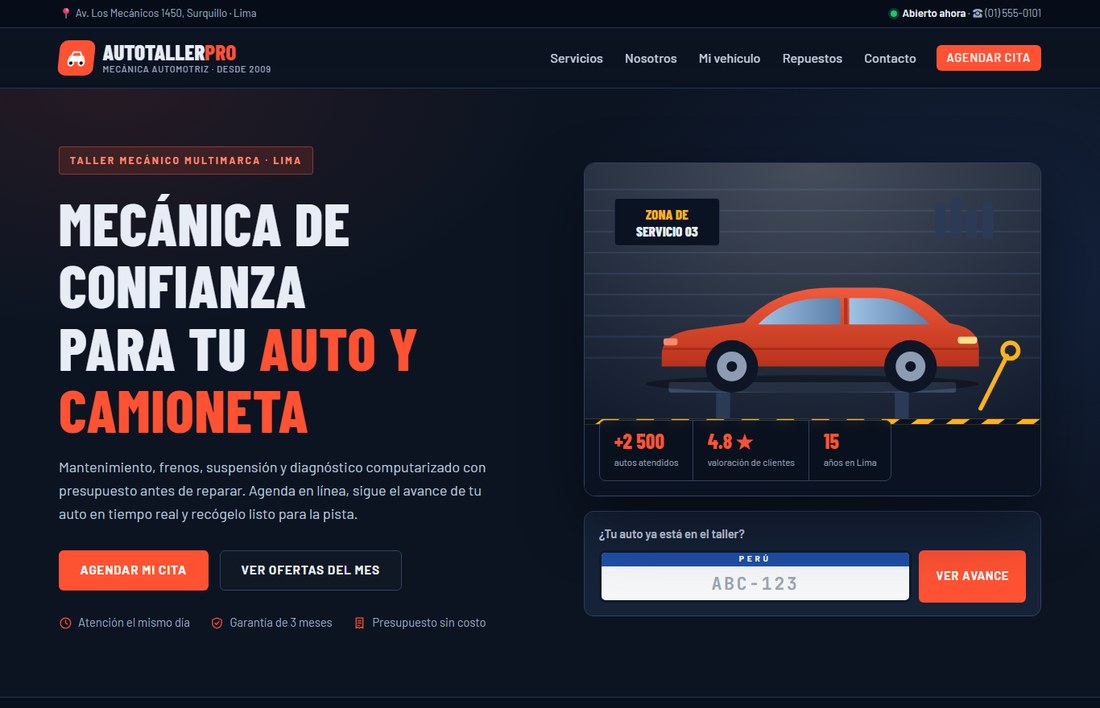 📍 Av. Los Mecánicos 1450, Surquillo · Lima
Abierto ahora · ☎ (01) 555-0101
AUTOTALLERPRO
MECÁNICA AUTOMOTRIZ · DESDE 2009
Servicios
Nosotros
Mi vehículo
Repuestos
Contacto
AGENDAR CITA
TALLER MECÁNICO MULTIMARCA · LIMA
MECÁNICA DE
CONFIANZA
PARA TU AUTO Y
CAMIONETA
Mantenimiento, frenos, suspensión y diagnóstico computarizado con
presupuesto antes de reparar. Agenda en línea, sigue el avance de tu
auto en tiempo real y recógelo listo para la pista.
AGENDAR MI CITA
VER OFERTAS DEL MES
Atención el mismo día
Garantía de 3 meses
Presupuesto sin costo
ZONA DE
SERVICIO 03
+2 500
autos atendidos
4.8 ★
valoración de clientes
15
años en Lima
¿Tu auto ya está en el taller?
PERÚ
ABC-123
VER AVANCE